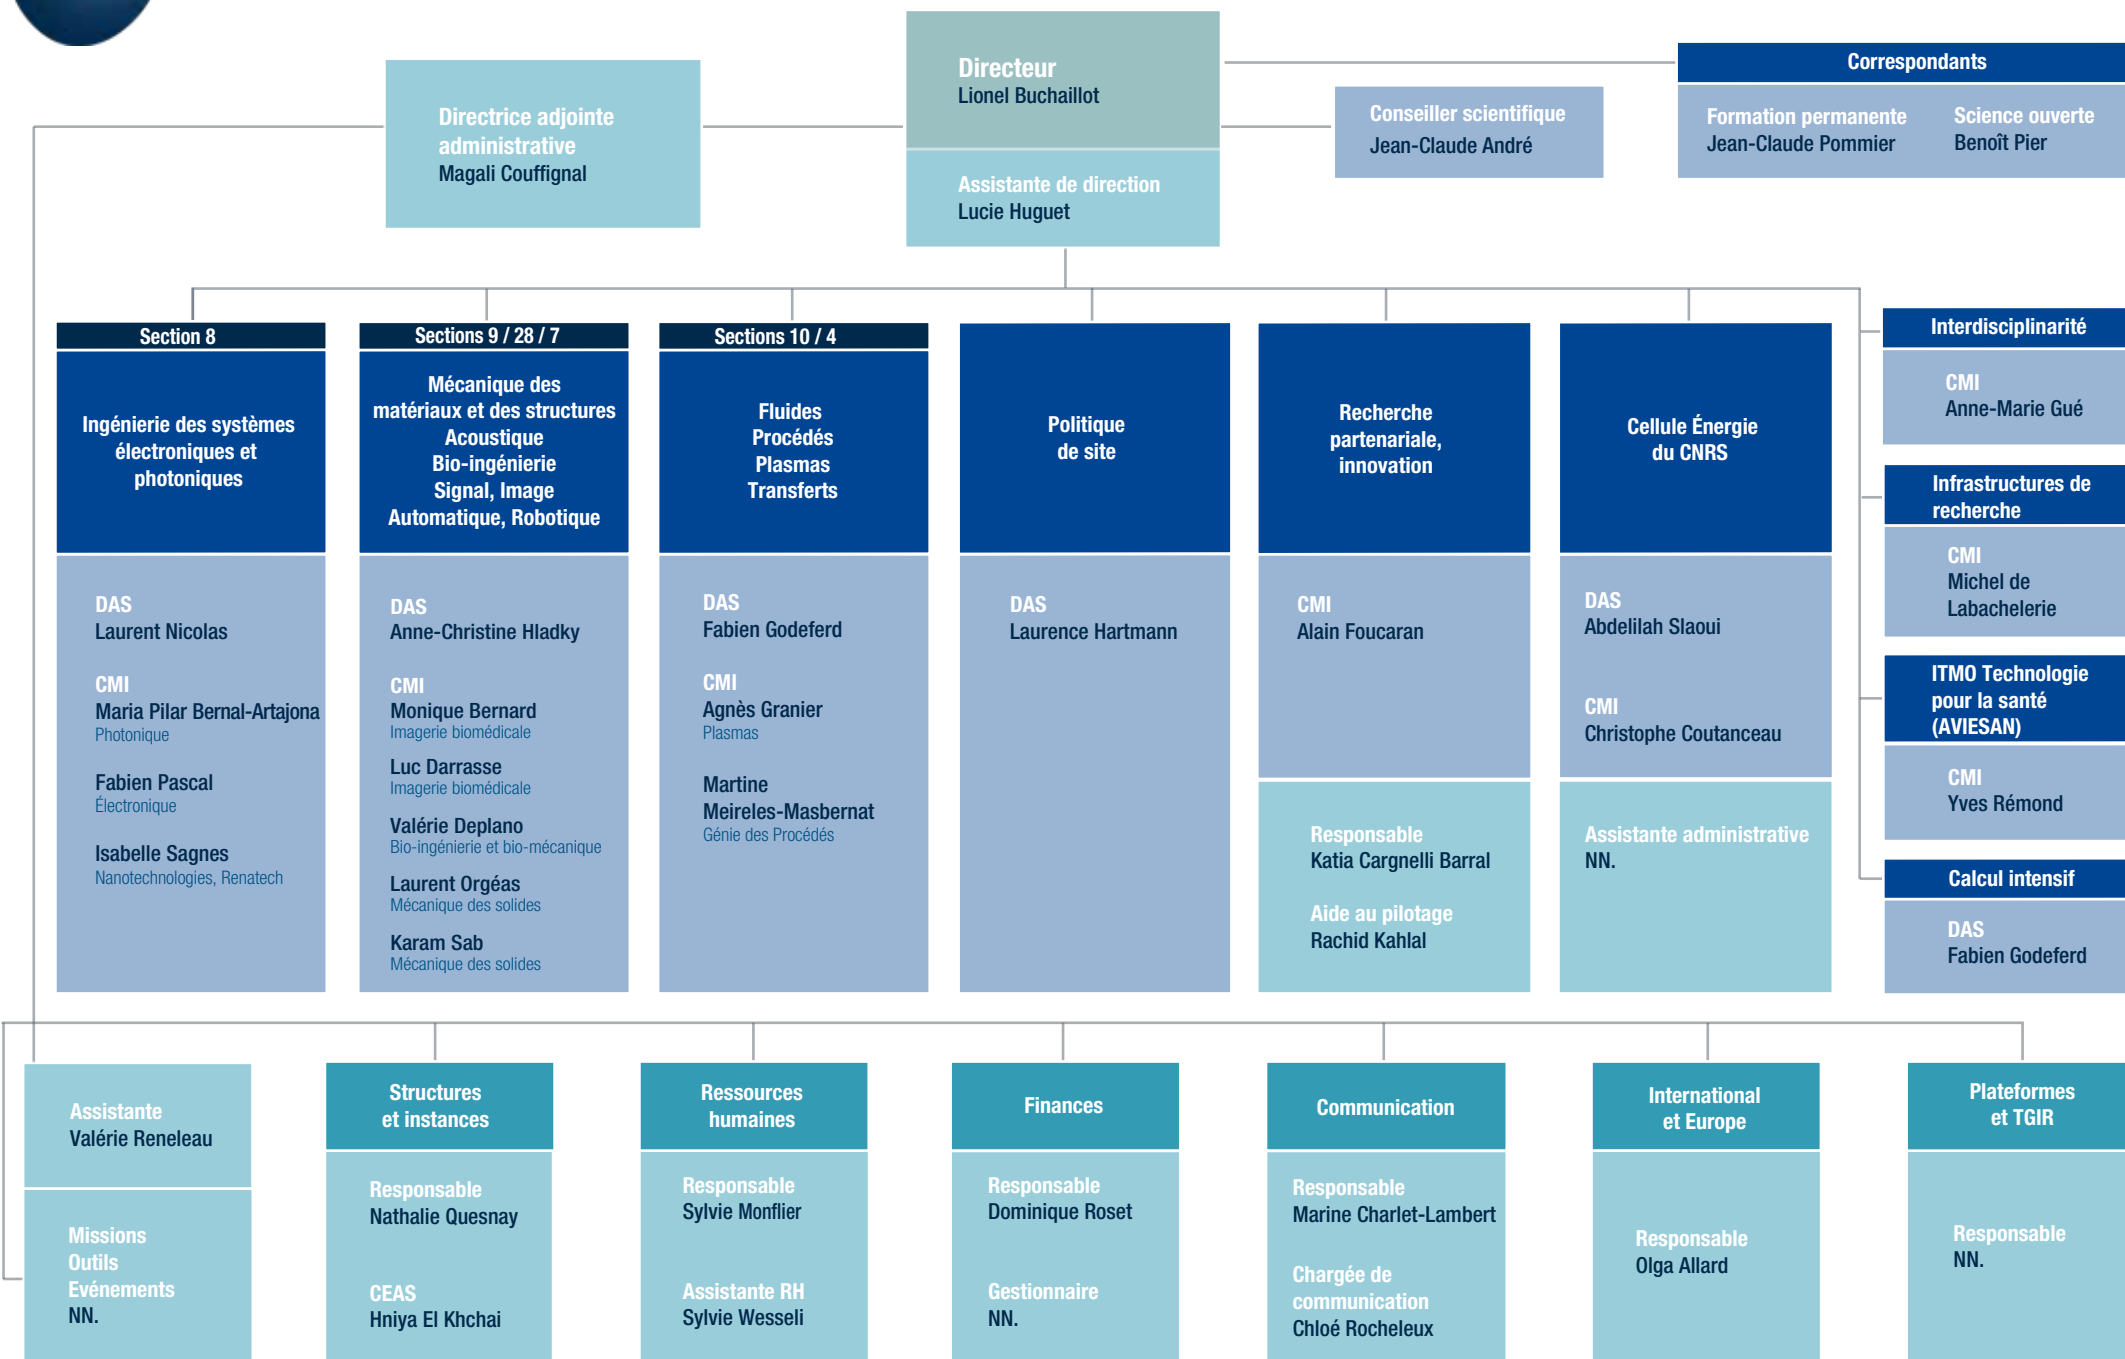 Directeur
Lionel Buchaillot
Assistante de direction
Lucie Huguet
Directrice adjointe
administrative
Magali Couffignal
Conseiller scientifique
Jean-Claude André
Correspondants
Formation permanente
Jean-Claude Pommier
Science ouverte
Benoît Pier
Section 8
Ingénierie des systèmes
électroniques et
photoniques
DAS
Laurent Nicolas
CMI
Maria Pilar Bernal-Artajona
Photonique
Fabien Pascal
Électronique
Isabelle Sagnes
Nanotechnologies, Renatech
Sections 9 / 28 / 7
Mécanique des
matériaux et des structures
Acoustique
Bio-ingénierie
Signal, Image
Automatique, Robotique
DAS
Anne-Christine Hladky
CMI
Monique Bernard
Imagerie biomédicale
Luc Darrasse
Imagerie biomédicale
Valérie Deplano
Bio-ingénierie et bio-mécanique
Laurent Orgéas
Mécanique des solides
Karam Sab
Mécanique des solides
Sections 10 / 4
Fluides
Procédés
Plasmas
Transferts
DAS
Fabien Godeferd
CMI
Agnès Granier
Plasmas
Martine
Meireles-Masbernat
Génie des Procédés
Politique
de site
DAS
Laurence Hartmann
Recherche
partenariale,
innovation
CMI
Alain Foucaran
Responsable
Katia Cargnelli Barral
Aide au pilotage
Rachid Kahlal
Cellule Énergie
du CNRS
DAS
Abdelilah Slaoui
CMI
Christophe Coutanceau
Assistante administrative
NN.
Interdisciplinarité
CMI
Anne-Marie Gué
Infrastructures de
recherche
CMI
Michel de
Labachelerie
ITMO Technologie
pour la santé
(AVIESAN)
CMI
Yves Rémond
Calcul intensif
DAS
Fabien Godeferd
Assistante
Valérie Reneleau
Missions
Outils
Evénements
NN.
Structures
et instances
Responsable
Nathalie Quesnay
CEAS
Hniya El Khchai
Ressources
humaines
Responsable
Sylvie Monflier
Assistante RH
Sylvie Wesseli
Finances
Responsable
Dominique Roset
Gestionnaire
NN.
Communication
Responsable
Marine Charlet-Lambert
Chargée de
communication
Chloé Rocheleux
International
et Europe
Responsable
Olga Allard
Plateformes
et TGIR
Responsable
NN.